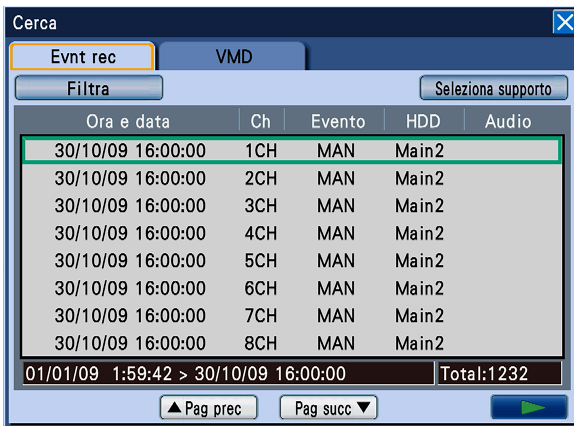 Cerca
Evnt rec VMD
Filtra Seleziona supporto
Ora e data Ch Evento HDD Audio
30/10/09 16:00:00 1CH MAN Main2
30/10/09 16:00:00 2CH MAN Main2
30/10/09 16:00:00 3CH MAN Main2
30/10/09 16:00:00 4CH MAN Main2
30/10/09 16:00:00 5CH MAN Main2
30/10/09 16:00:00 6CH MAN Main2
30/10/09 16:00:00 7CH MAN Main2
30/10/09 16:00:00 8CH MAN Main2
01/01/09 1:59:42 > 30/10/09 16:00:00 Total:1232
▲ Pag prec Pag succ ▼